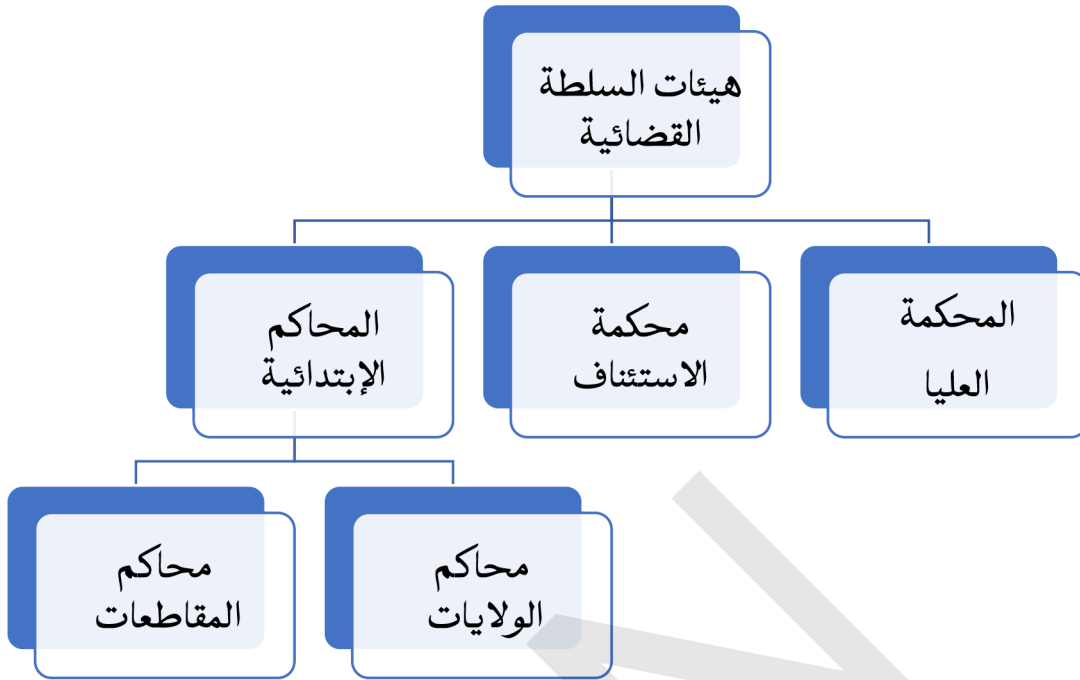 هيئات السلطة
القضائية
المحكمة
العليا
محكمة
الاستئناف
المحاكم
الإبتدائية
محاكم
الولايات
محاكم
المقاطعات